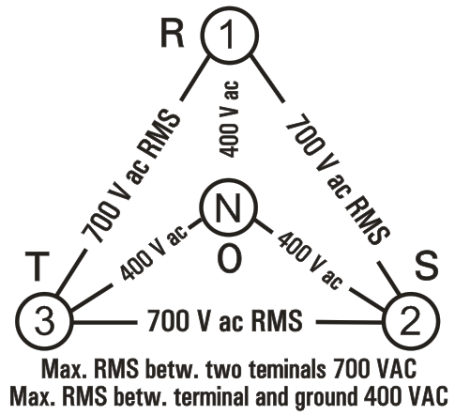 R 1
400 V ac
700 V ac RMS
700 V ac RMS
N
O
400 V ac
400 V ac
T
S
3
700 V ac RMS
2
Max. RMS betw. two teminals 700 VAC
Max. RMS betw. terminal and ground 400 VAC